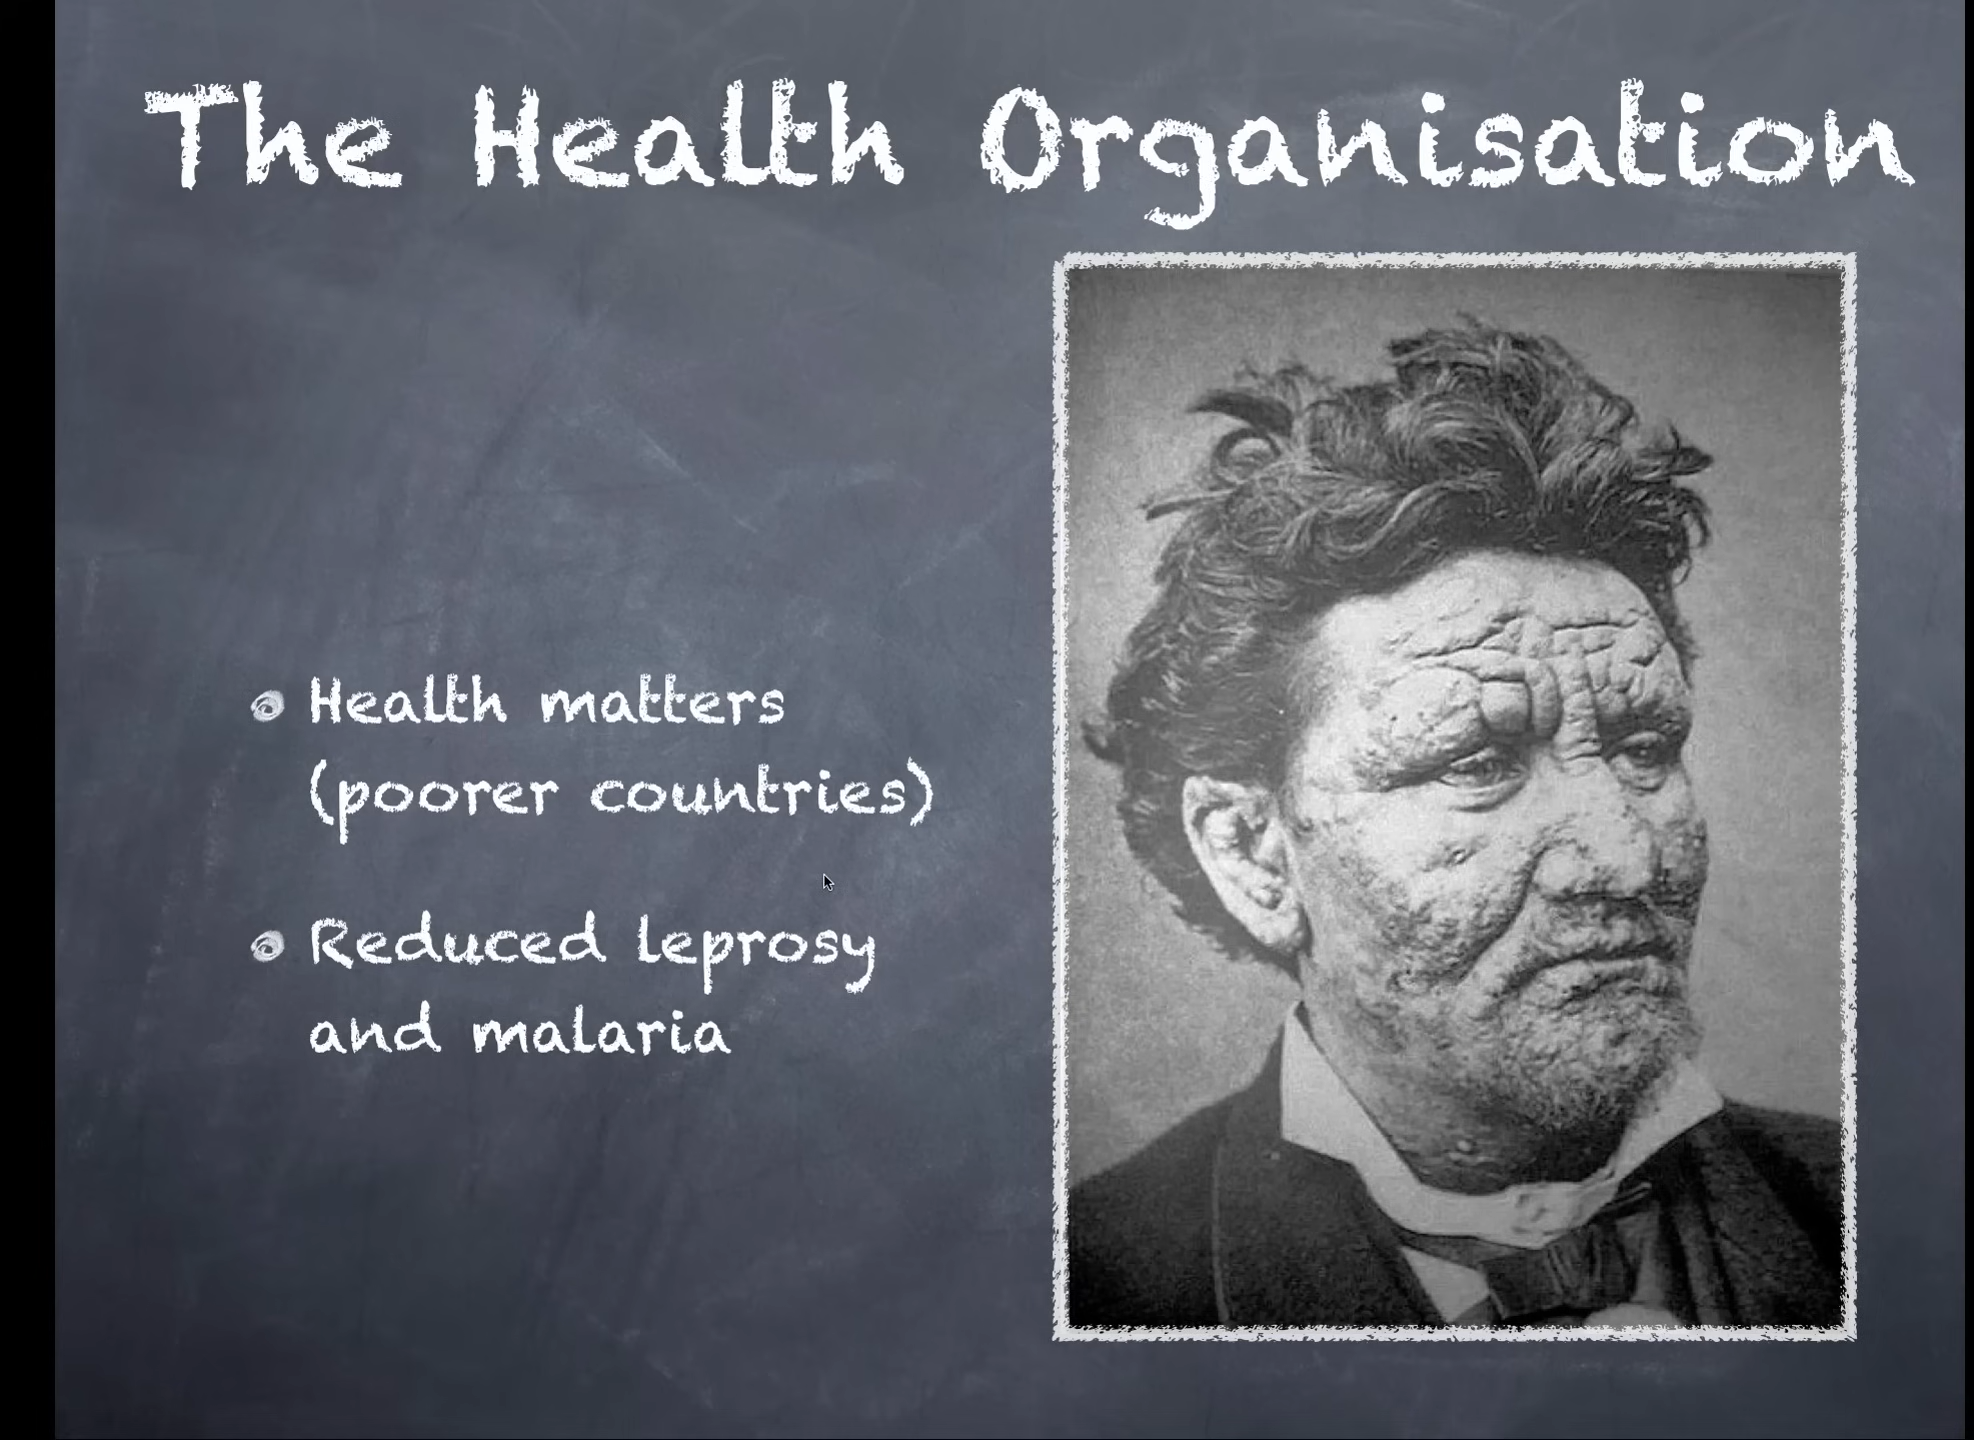 The Health Organisation
Health matters
(poorer countries)
Reduced leprosy
and malaria